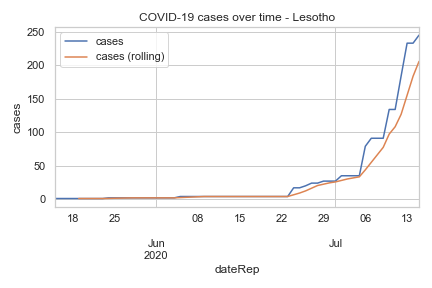 COVID-19 cases over time - Lesotho
cases
cases (rolling)
250
200
150
100
50
0
cases
18
25
08
15
22
29
06
13
Jun
2020
Jul
dateRep